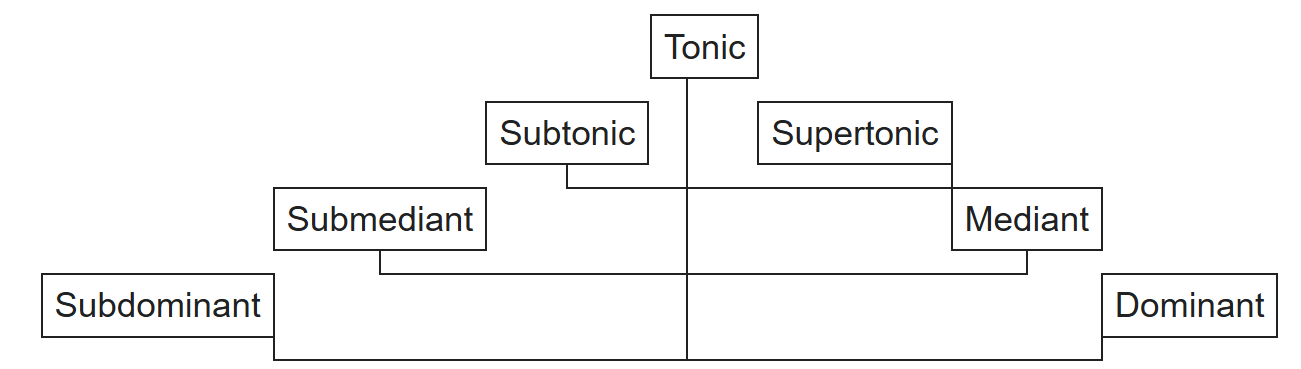 Tonic
Subtonic
Supertonic
Submediant
Mediant
Subdominant
Dominant